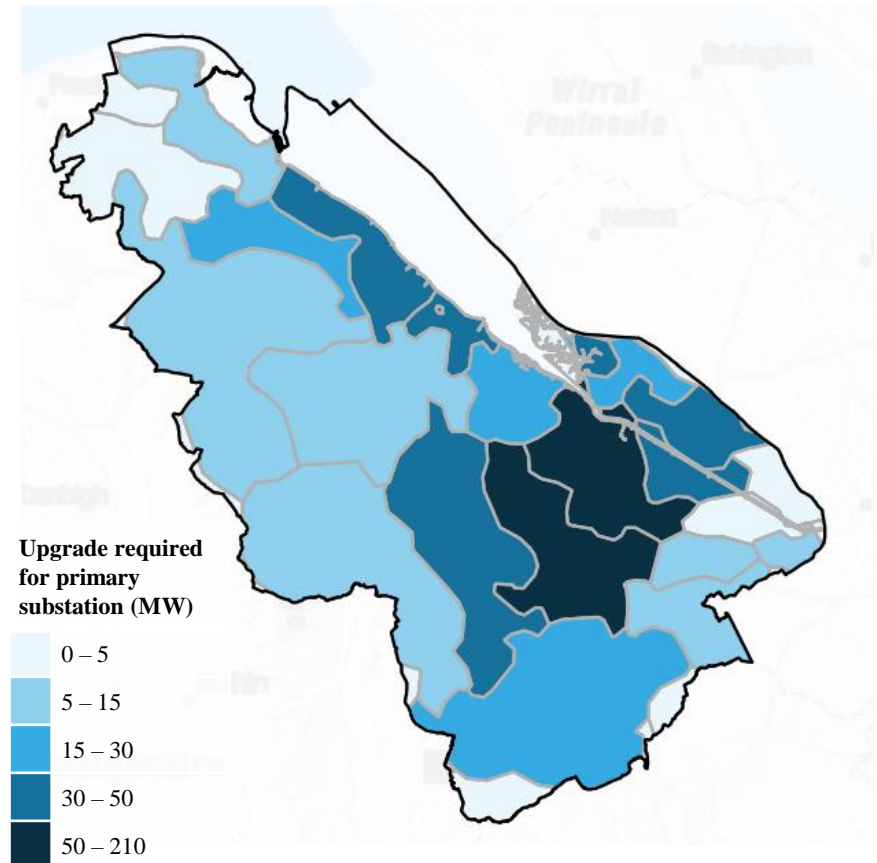 Wirral
Peninsula
Neston
Upgrade required
for primary
substation (MW)
0 – 5
5 – 15
15 – 30
30 – 50
50 – 210